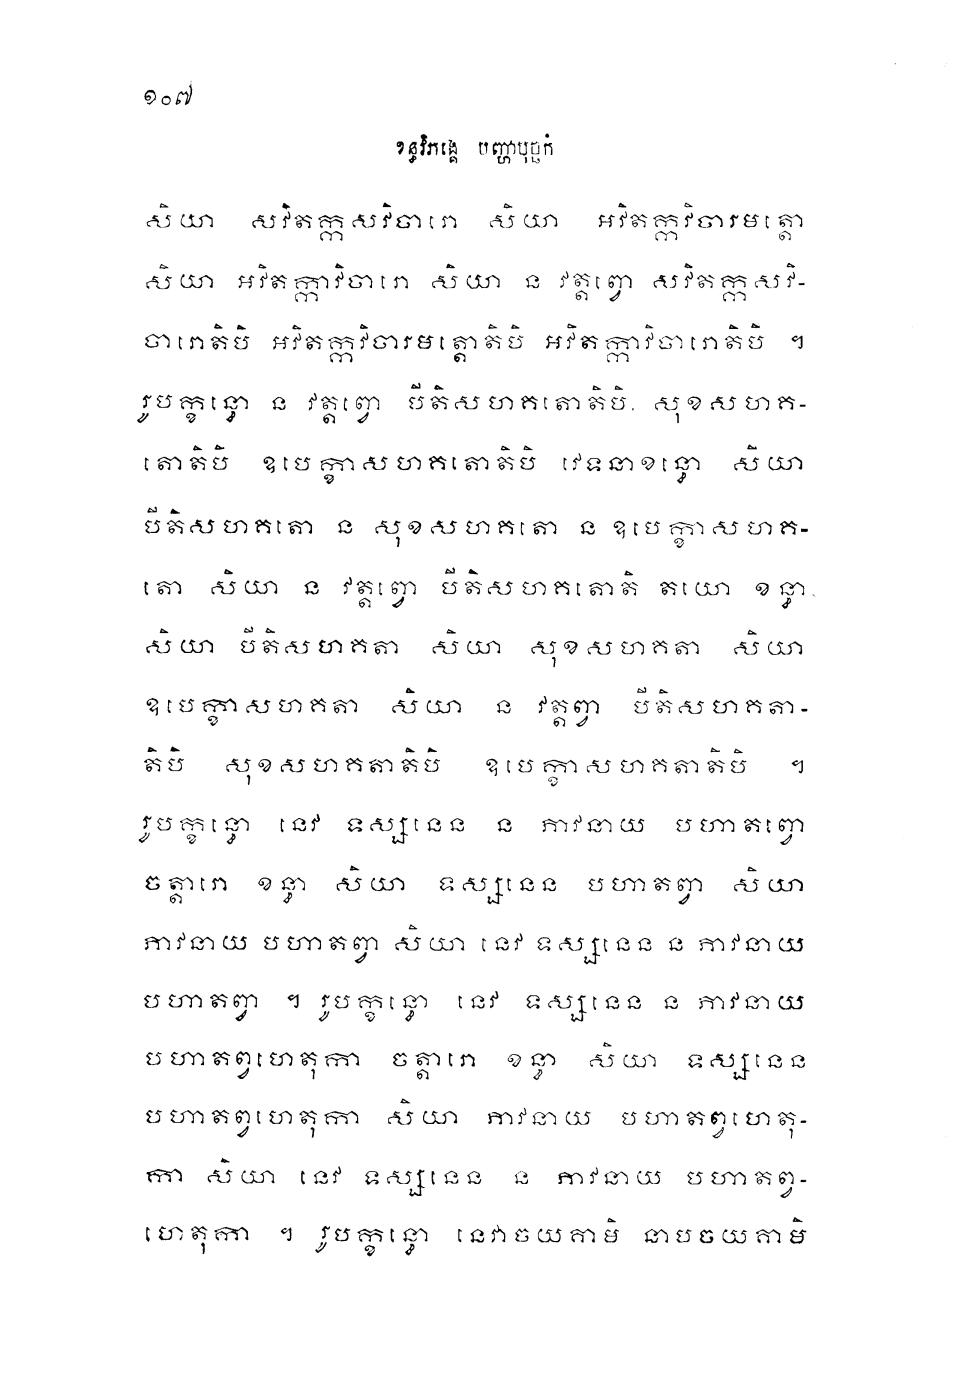 ១០៧
ខន្ធវិភង្គេ បញ្ហាបុច្ឆកំ
សិយា សវិតក្កសវិចារោ សិយា អវិតក្កវិចារមត្តោ
សិយា អវិតក្កាវិចារោ សិយា ន វត្តព្វោ សវិតក្កសវិ-
ចារោតិបិ អវិតក្កវិចារមត្តោតិបិ អវិតក្កាវិចារោតិបិ ។
រូបក្ខន្ធោ ន វត្តព្វោ បីតិសហគតោតិបិ សុខសហគ-
តោតិបិ ឧបេក្ខាសហគតោតិបិ វេទនាខន្ធោ សិយា
បីតិសហគតោ ន សុខសហគតោ ន ឧបេក្ខាសហគ-
តោ សិយា ន វត្តព្វោ បីតិសហគតោតិ តយោ ខន្ធា
សិយា បីតិសហគតា សិយា សុខសហគតា សិយា
ឧបេក្ខាសហគតា សិយា ន វត្តព្វា បីតិសហគតា-
តិបិ សុខសហគតាតិបិ ឧបេក្ខាសហគតាតិបិ ។
រូបក្ខន្ធោ នេវ ទស្សនេន ន ភាវនាយ បហាតព្វោ
ចត្តារោ ខន្ធា សិយា ទស្សនេន បហាតព្វា សិយា
ភាវនាយ បហាតព្វា សិយា នេវ ទស្សនេន ន ភាវនាយ
បហាតព្វា ។ រូបក្ខន្ធោ នេវ ទស្សនេន ន ភាវនាយ
បហាតព្វហេតុកា ចត្តារោ ខន្ធា សិយា ទស្សនេន
បហាតព្វហេតុកា សិយា ភាវនាយ បហាតព្វហេតុ-
កា សិយា នេវ ទស្សនេន ន ភាវនាយ បហាតព្វ-
ហេតុកា ។ រូបក្ខន្ធោ នេវាចយគាមិ នាបចយគាមិ